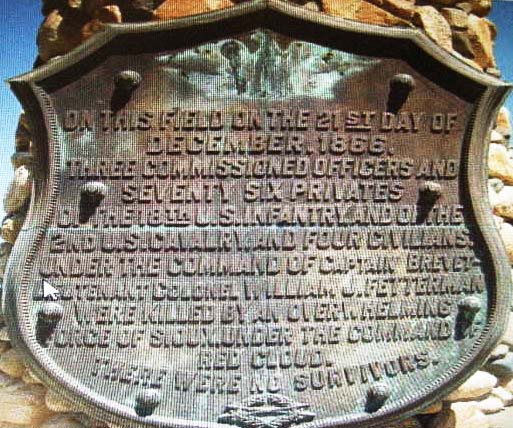 ON THIS FIELD ON THE 21ST DAY OF
DECEMBER, 1866.
THREE COMMISSIONED OFFICERS AND
SEVENTY SIX PRIVATES
OF THE 18TH U.S. INFANTRY, AND OF THE
2ND U.S. CAVALRY, AND FOUR CIVILIANS,
UNDER THE COMMAND OF CAPTAIN BREVET-
LIEUTENANT COLONEL WILLIAM J. FETTERMAN
WERE KILLED BY AN OVERWHELMING
FORCE OF SIOUX, UNDER THE COMMAND OF
RED CLOUD.
THERE WERE NO SURVIVORS.